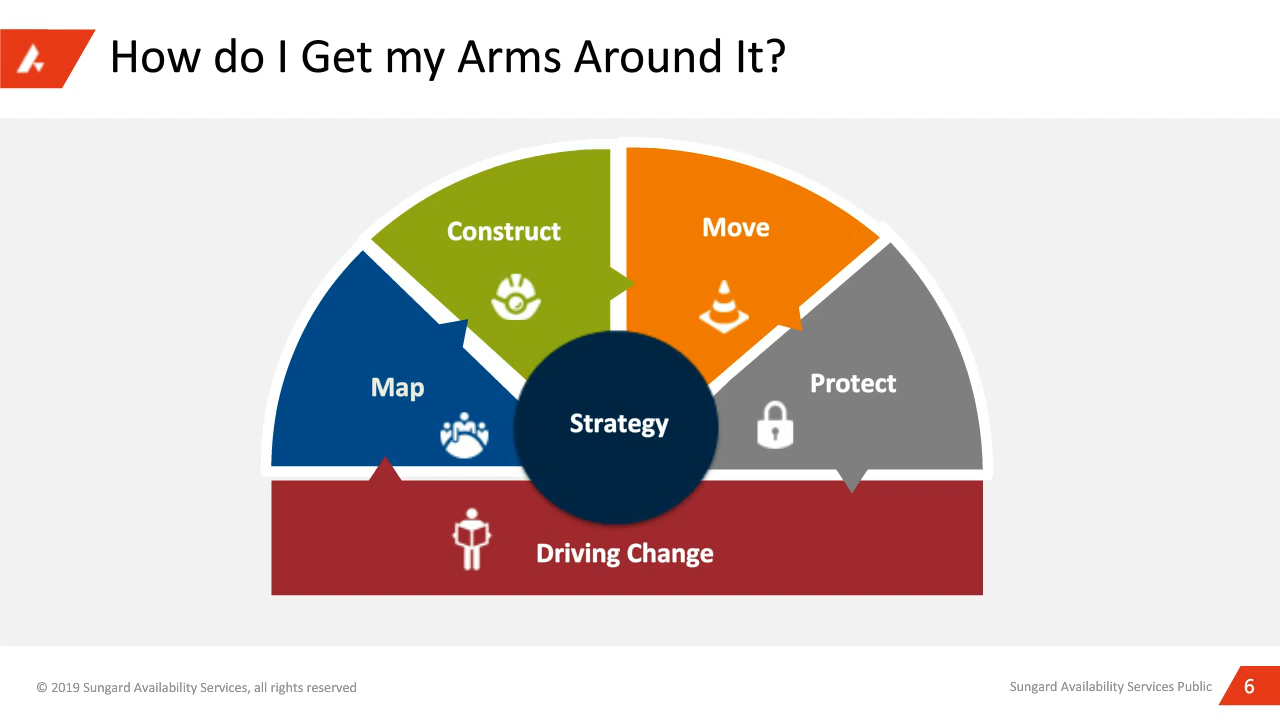 How do I Get my Arms Around It?
Construct
Move
Map
Protect
Strategy
Driving Change
© 2019 Sungard Availability Services, all rights reserved
Sungard Availability Services Public
6